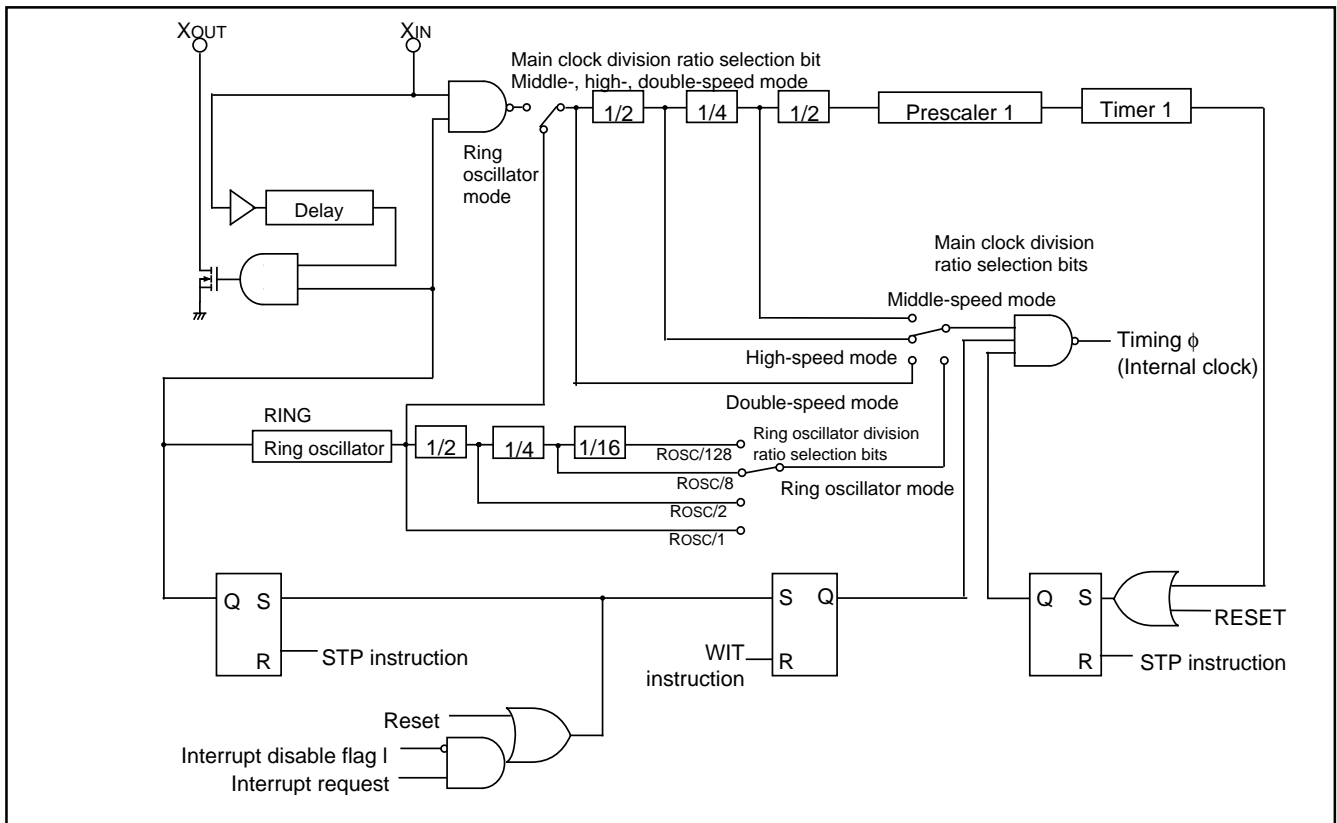 XOUT
XIN
Main clock division ratio selection bit
Middle-, high-, double-speed mode
1/2
1/4
1/2
Prescaler 1
Timer 1
Ring
oscillator
mode
Delay
Main clock division
ratio selection bits
Middle-speed mode
High-speed mode
Timing ϕ
(Internal clock)
Double-speed mode
RING
Ring oscillator
1/2
1/4
1/16
ROSC/128
Ring oscillator division
ratio selection bits
ROSC/8
Ring oscillator mode
ROSC/2
ROSC/1
Q S
R
STP instruction
S Q
R
WIT
instruction
Q S
R
RESET
STP instruction
Reset
Interrupt disable flag I
Interrupt request